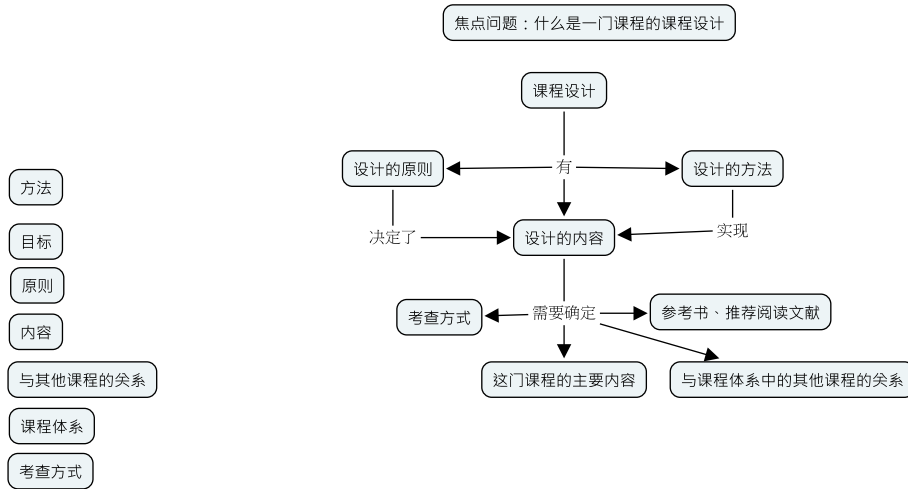 焦点问题：什么是一门课程的课程设计
课程设计
有
设计的原则
设计的方法
决定了
设计的内容
实现
需要确定
考查方式
参考书、推荐阅读文献
这门课程的主要内容
与课程体系中的其他课程的关系
方法
目标
原则
内容
与其他课程的关系
课程体系
考查方式